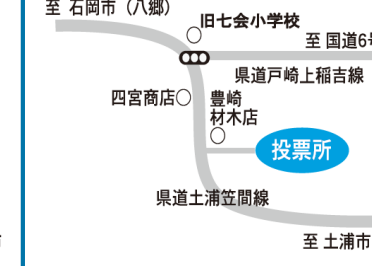 至 石岡市（八郷）
旧七会小学校
至 国道6号
県道戸崎上稲吉線
四宮商店
豊崎
材木店
投票所
県道土浦笠間線
至 土浦市